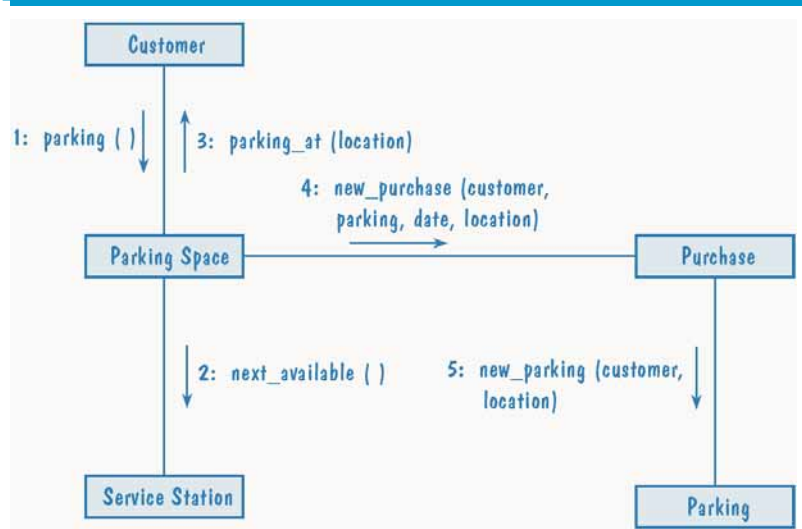 Customer
1: parking ( )
3: parking_at (location)
4: new_purchase (customer,
parking, date, location)
Parking Space
Purchase
2: next_available ( )
5: new_parking (customer,
location)
Service Station
Parking